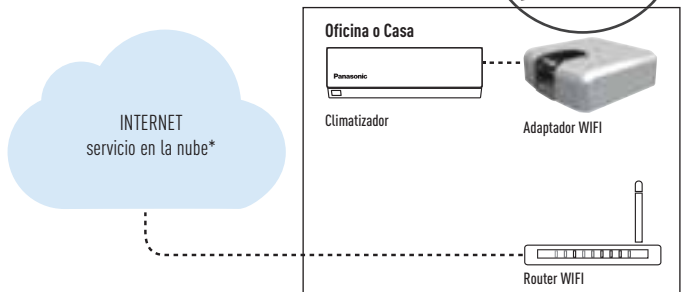 Oficina o Casa
Panasonic
Climatizador
Adaptador WIFI
INTERNET
servicio en la nube*
Router WIFI